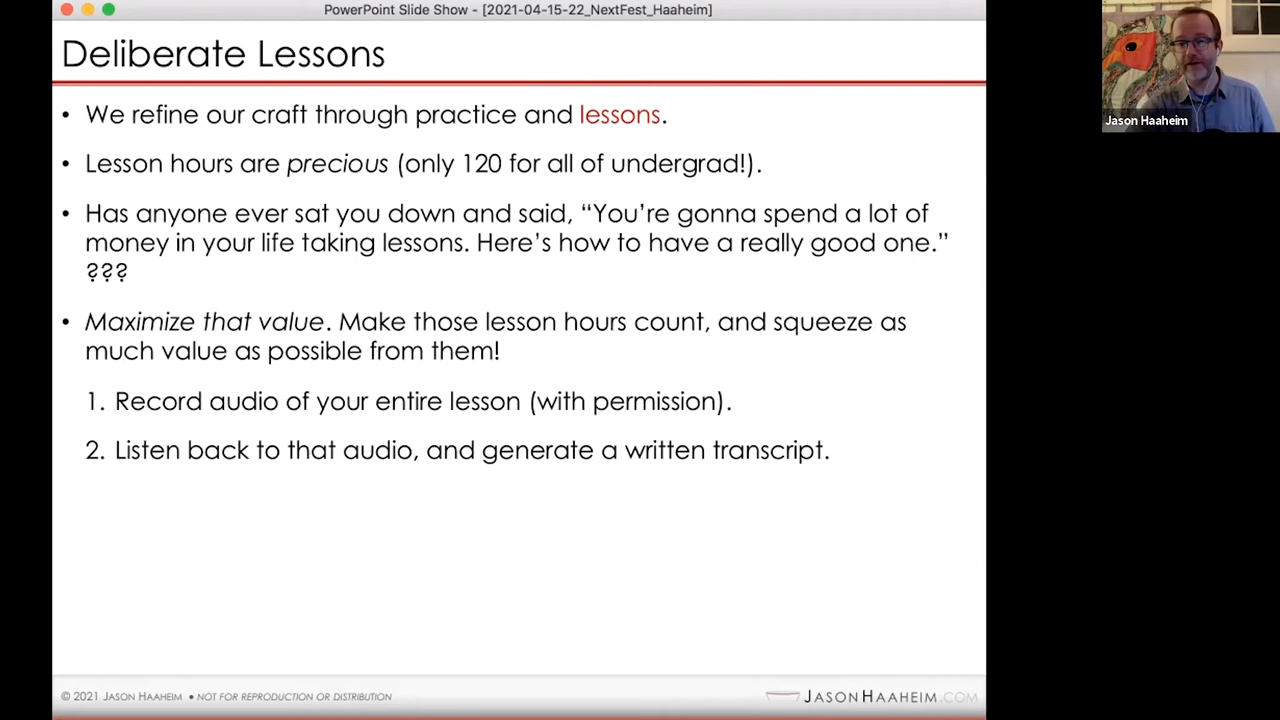 PowerPoint Slide Show - [2021-04-15-22_NextFest_Haaheim]
Deliberate Lessons
• We refine our craft through practice and lessons.
• Lesson hours are precious (only 120 for all of undergrad!).
• Has anyone ever sat you down and said, “You’re gonna spend a lot of
money in your life taking lessons. Here’s how to have a really good one.”
???
• Maximize that value. Make those lesson hours count, and squeeze as
much value as possible from them!
1. Record audio of your entire lesson (with permission).
2. Listen back to that audio, and generate a written transcript.
© 2021 JASON HAAHEIM • NOT FOR REPRODUCTION OR DISTRIBUTION
JASONHAAHEIM.COM
Jason Haaheim